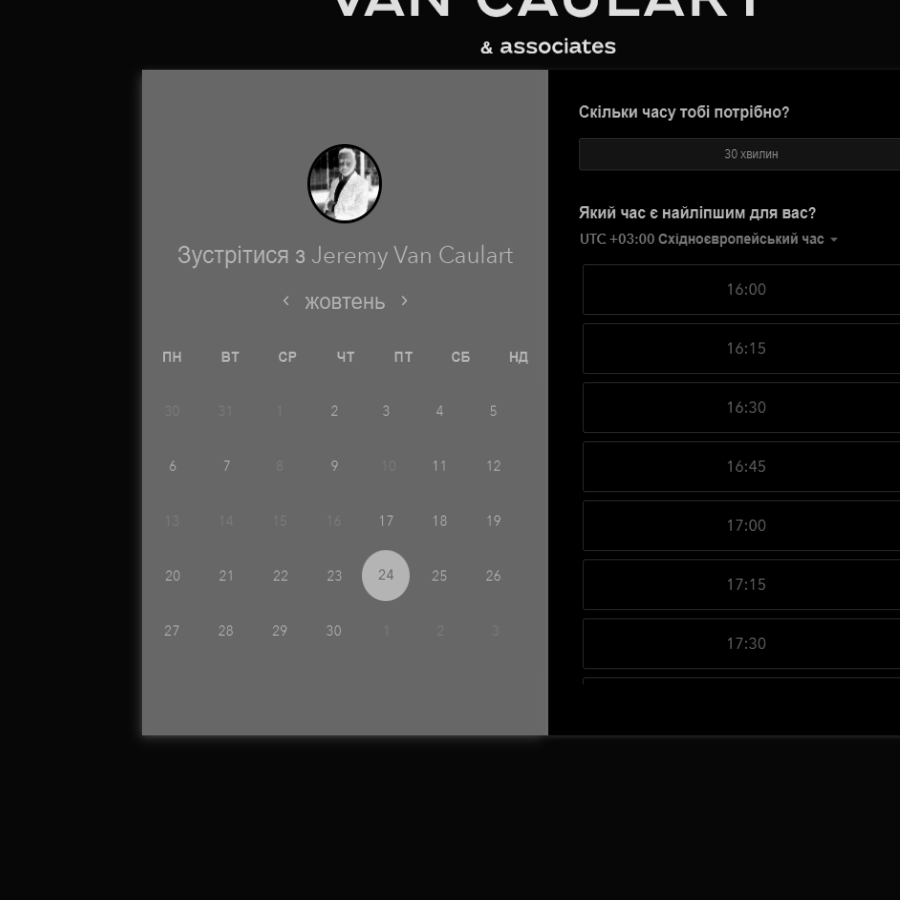 VAN CAULART
& associates
Зустрітися з Jeremy Van Caulart
жовтень
ПН ВТ СР ЧТ ПТ СБ НД
30 31 1 2 3 4 5
6 7 8 9 10 11 12
13 14 15 16 17 18 19
20 21 22 23 24 25 26
27 28 29 30 1 2 3
Скільки часу тобі потрібно?
30 хвилин
Який час є найліпшим для вас?
UTC +03:00 Східноєвропейський час
16:00
16:15
16:30
16:45
17:00
17:15
17:30